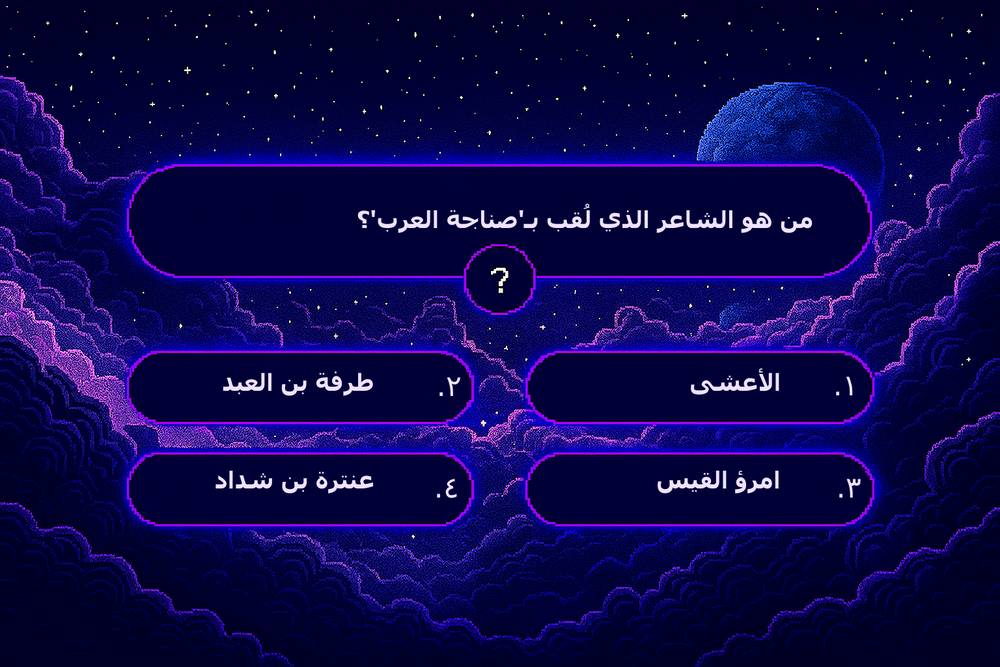 من هو الشاعر الذي لُقب بـ'صناجة العرب'؟
?
١. الأعشى
٢. طرفة بن العبد
٣. امرؤ القيس
٤. عنترة بن شداد